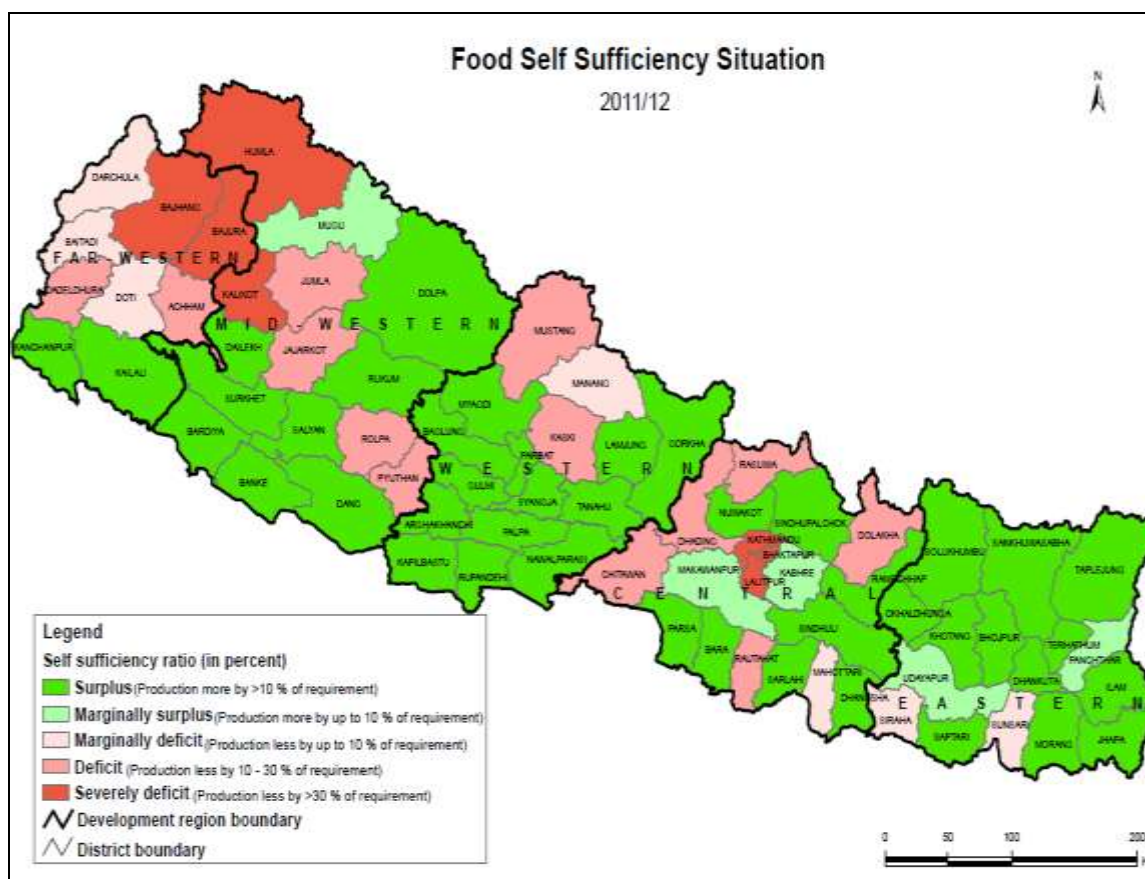 Food Self Sufficiency Situation
2011/12
N
HUMLA
DARCHULA
BAJHANG
BAJURA
MUGU
BAITADI
FAR-WESTERN
DADELDHURA
DOTI
ACHHAM
KALIKOT
JUMLA
DOLPA
MID-WESTERN
DAILEKH
JAJARKOT
MUSTANG
KANCHANPUR
KAILALI
RUKUM
MANANG
SURKHET
MYAGDI
BARDIYA
SALYAN
BAGLUNG
KASKI
LAMJUNG
GORKHA
ROLPA
PARBAT
WESTERN
RASUWA
PYUTHAN
GULMI
BANKE
SYANGJA
TANAHU
NUWAKOT
SINDHUPALCHOK
DANG
ARGHAKHANCHI
PALPA
DHADING
KATHMANDU
DOLAKHA
BHAKTAPUR
KAPILBASTU
RUPANDEHI
NAWALPARASI
CHITAWAN
MAKAWANPUR
LALITPUR
KABHRE
RAMECHHAP
CENTRAL
SOLUKHUMBU
TAPLEJUNG
OKHALDHUNGA
PARSA
BARA
SINDHULI
KHOTANG
BHOJPUR
TERHATHUM
PANCHTHAR
RAUTAHAT
SARLAHI
MAHOTTARI
DHANUSHA
UDAYAPUR
DHANKUTA
ILAM
EASTERN
SIRAHA
SUNSARI
SAPTARI
MORANG
JHAPA
Legend
Self sufficiency ratio (in percent)
Surplus (Production more by >10 % of requirement)
Marginally surplus (Production more by up to 10 % of requirement)
Marginally deficit (Production less by up to 10 % of requirement)
Deficit (Production less by 10 - 30 % of requirement)
Severely deficit (Production less by >30 % of requirement)
Development region boundary
District boundary
0 50 100 200